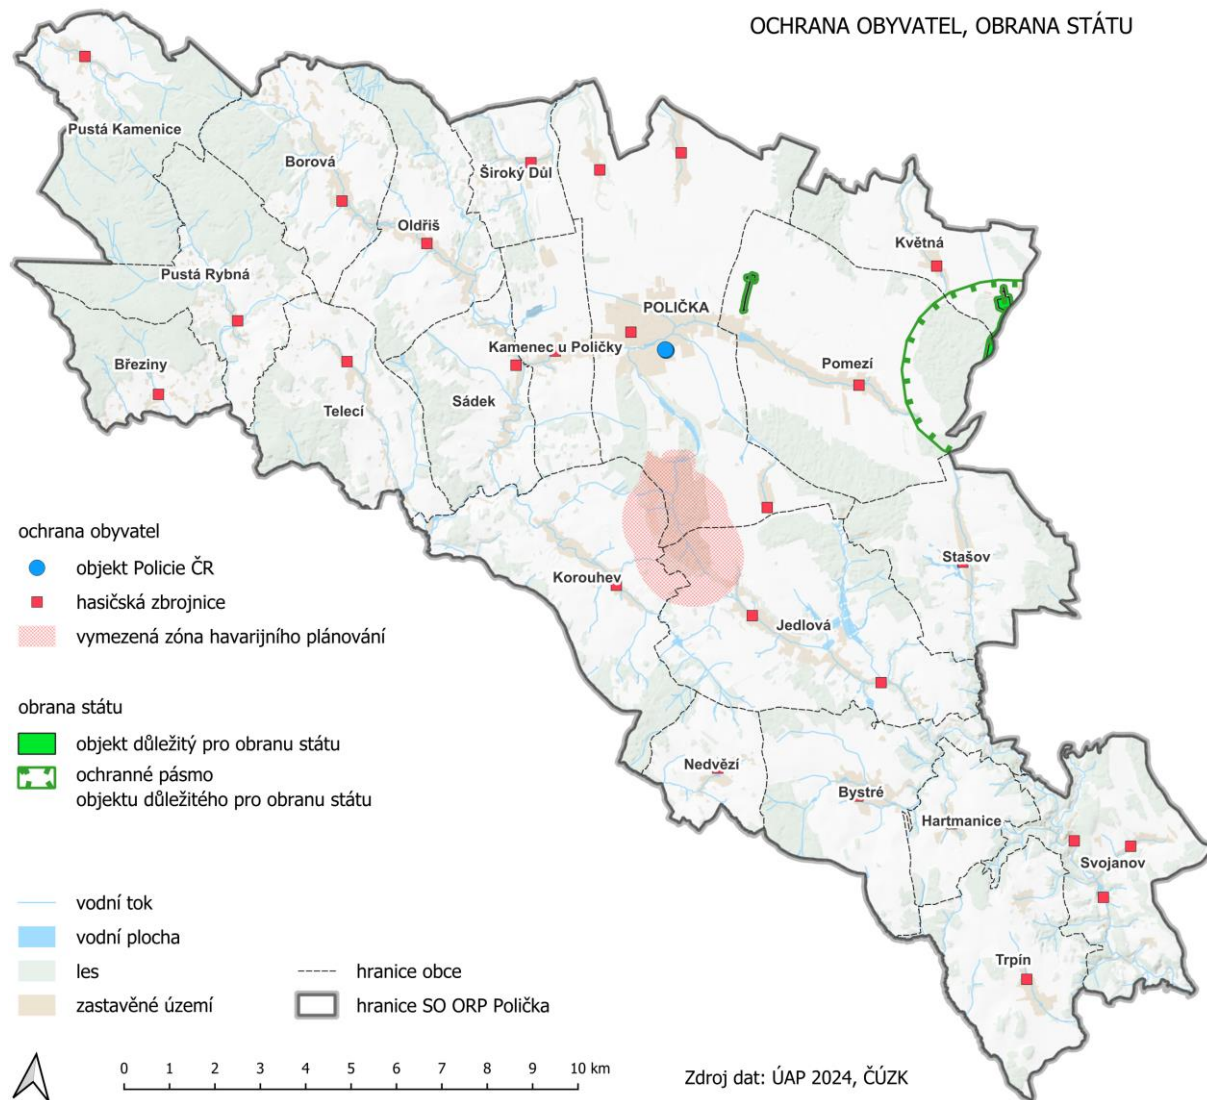 OCHRANA OBYVATEL, OBRANA STÁTU
Pustá Kamenice
Borová
Široký Důl
Oldřiš
Květná
Pustá Rybná
POLIČKA
Kamenec u Poličky
Březiny
Pomezí
Telecí
Sádek
Stašov
Korouhev
Jedlová
Nedvězí
Bystré
Hartmanice
Svojanov
Trpín
ochrana obyvatel
objekt Policie ČR
hasičská zbrojnice
vymezená zóna havarijního plánování
obrana státu
objekt důležitý pro obranu státu
ochranné pásmo
objektu důležitého pro obranu státu
vodní tok
vodní plocha
les
zastavěné území
hranice obce
hranice SO ORP Polička
0 1 2 3 4 5 6 7 8 9 10 km
Zdroj dat: ÚAP 2024, ČÚZK